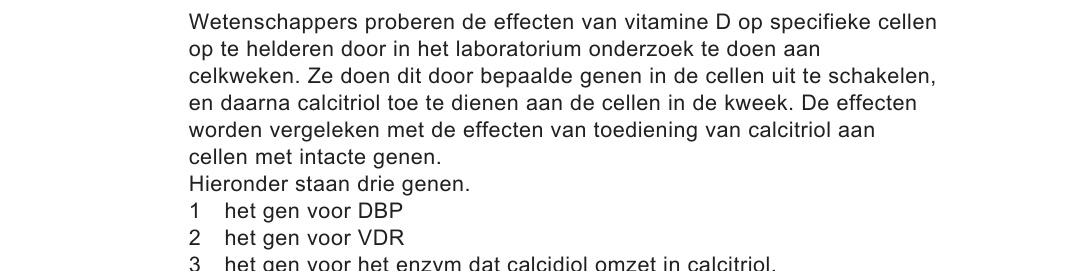 Wetenschappers proberen de effecten van vitamine D op specifieke cellen
op te helderen door in het laboratorium onderzoek te doen aan
celkweken. Ze doen dit door bepaalde genen in de cellen uit te schakelen,
en daarna calcitriol toe te dienen aan de cellen in de kweek. De effecten
worden vergeleken met de effecten van toediening van calcitriol aan
cellen met intacte genen.
Hieronder staan drie genen.
1 het gen voor DBP
2 het gen voor VDR
3 het gen voor het enzym dat calcidiol omzet in calcitriol.